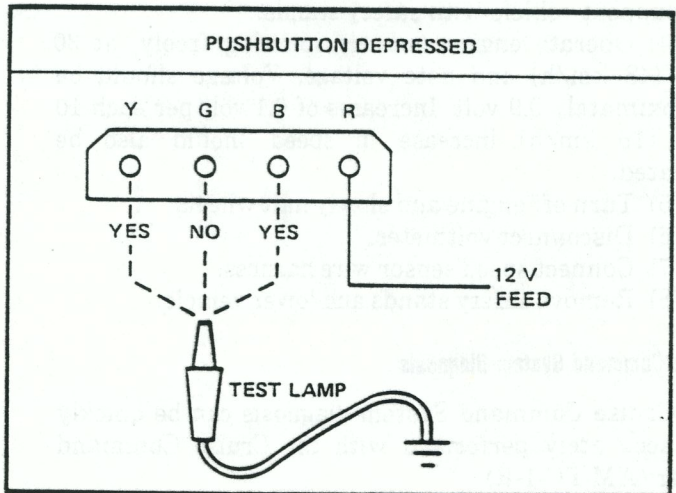 PUSHBUTTON DEPRESSED
Y G B R
YES NO YES
12-V
FEED
TEST LAMP